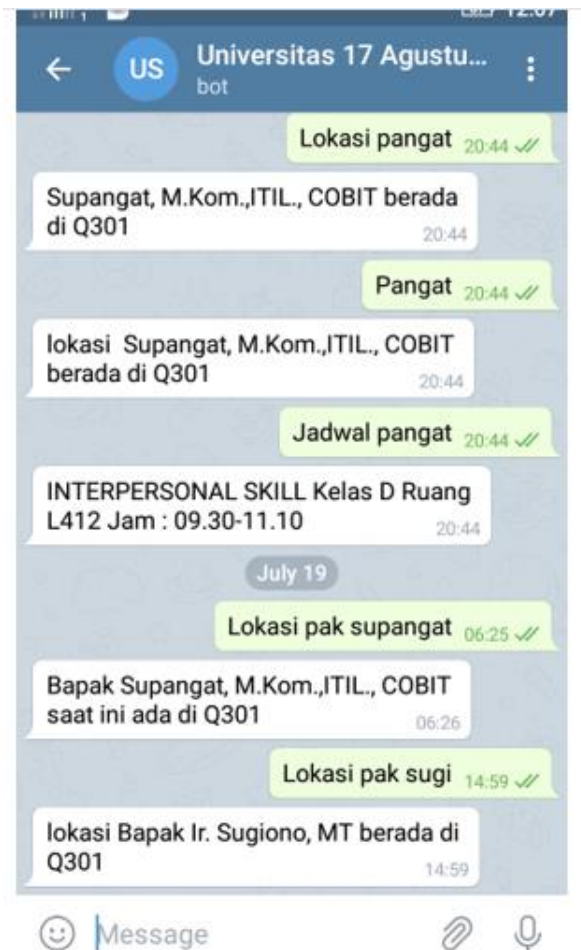 US
Universitas 17 Agustu...
bot
Lokasi pangat 20:44
Supangat, M.Kom.,ITIL., COBIT berada
di Q301
20:44
Pangat 20:44
lokasi Supangat, M.Kom.,ITIL., COBIT
berada di Q301
20:44
Jadwal pangat 20:44
INTERPERSONAL SKILL Kelas D Ruang
L412 Jam : 09.30-11.10
20:44
July 19
Lokasi pak supangat 06:25
Bapak Supangat, M.Kom.,ITIL., COBIT
saat ini ada di Q301
06:26
Lokasi pak sugi 14:59
lokasi Bapak Ir. Sugiono, MT berada di
Q301
14:59
Message